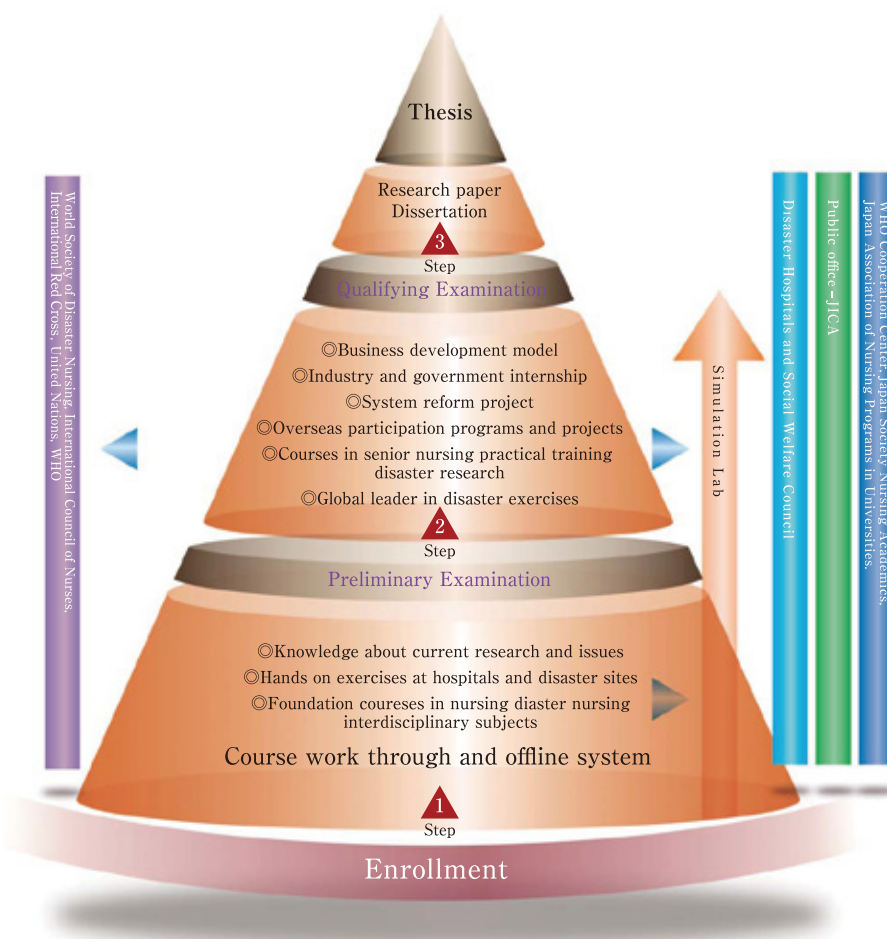 Thesis
Research paper
Dissertation
3
Step
Qualifying Examination
◎Business development model
◎Industry and government internship
◎System reform project
◎Overseas participation programs and projects
◎Courses in senior nursing practical training
disaster research
◎Global leader in disaster exercises
2
Step
Preliminary Examination
◎Knowledge about current research and issues
◎Hands on exercises at hospitals and disaster sites
◎Foundation coureses in nursing diaster nursing
interdisciplinary subjects
Course work through and offline system
1
Step
Enrollment
World Society of Disaster Nursing, International Council of Nurses,
International Red Cross, United Nations, WHO
Simulation Lab
Disaster Hospitals and Social Welfare Council
Public office-JICA
WHO Cooperation Center, Japan Society Nursing Academics,
Japan Association of Nursing Programs in Universities.